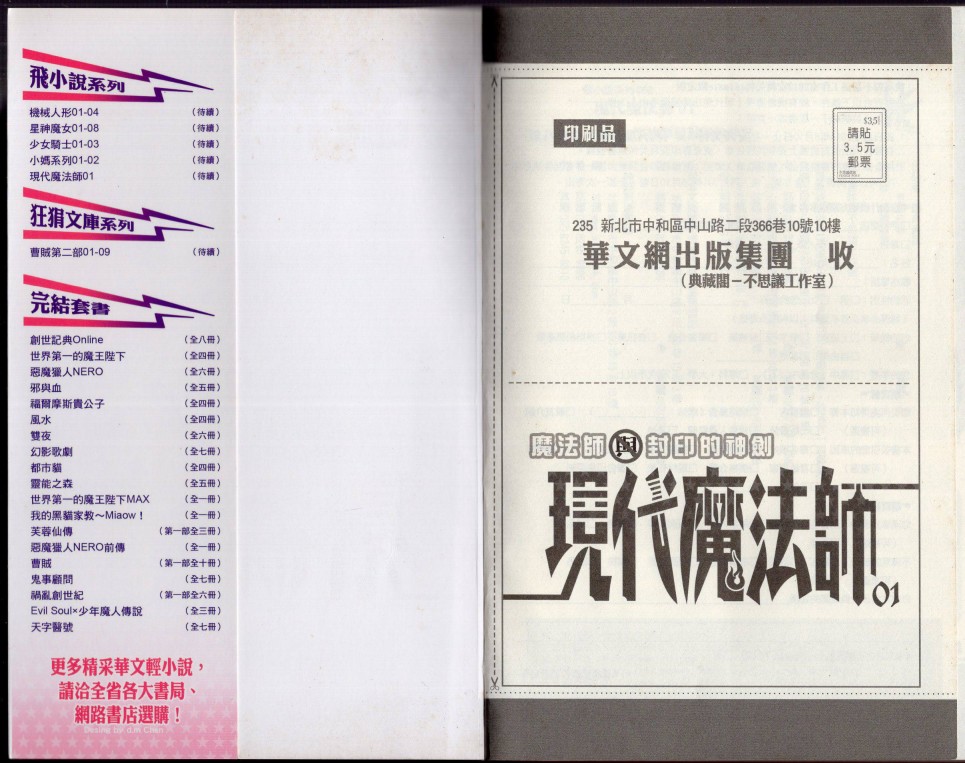 飛小說系列
機械人形01-04 （待續）
星神魔女01-08 （待續）
少女騎士01-03 （待續）
小媽系列01-02 （待續）
現代魔法師01 （待續）
狂狷文庫系列
曹賊第二部01-09 （待續）
完結套書
創世記典Online （全八冊）
世界第一的魔王陛下 （全四冊）
惡魔獵人NERO （全六冊）
邪與血 （全五冊）
福爾摩斯貴公子 （全四冊）
風水 （全四冊）
雙夜 （全六冊）
幻影歌劇 （全七冊）
都市貓 （全四冊）
靈能之森 （全五冊）
世界第一的魔王陛下MAX （全一冊）
我的黑貓家教～Miaow！ （全一冊）
芙蓉仙傳 （第一部全三冊）
惡魔獵人NERO前傳 （全一冊）
曹賊 （第一部全十冊）
鬼事顧問 （全七冊）
禍亂創世紀 （第一部全六冊）
Evil Soul×少年魔人傳說 （全三冊）
天字醫號 （全七冊）
更多精采華文輕小說，
請洽全省各大書局、
網路書店選購！
印刷品
$3.5
請貼
3.5元
郵票
235 新北市中和區中山路二段366巷10號10樓
華文網出版集團 收
（典藏閣－不思議工作室）
魔法師與封印的神劍
現代魔法師01